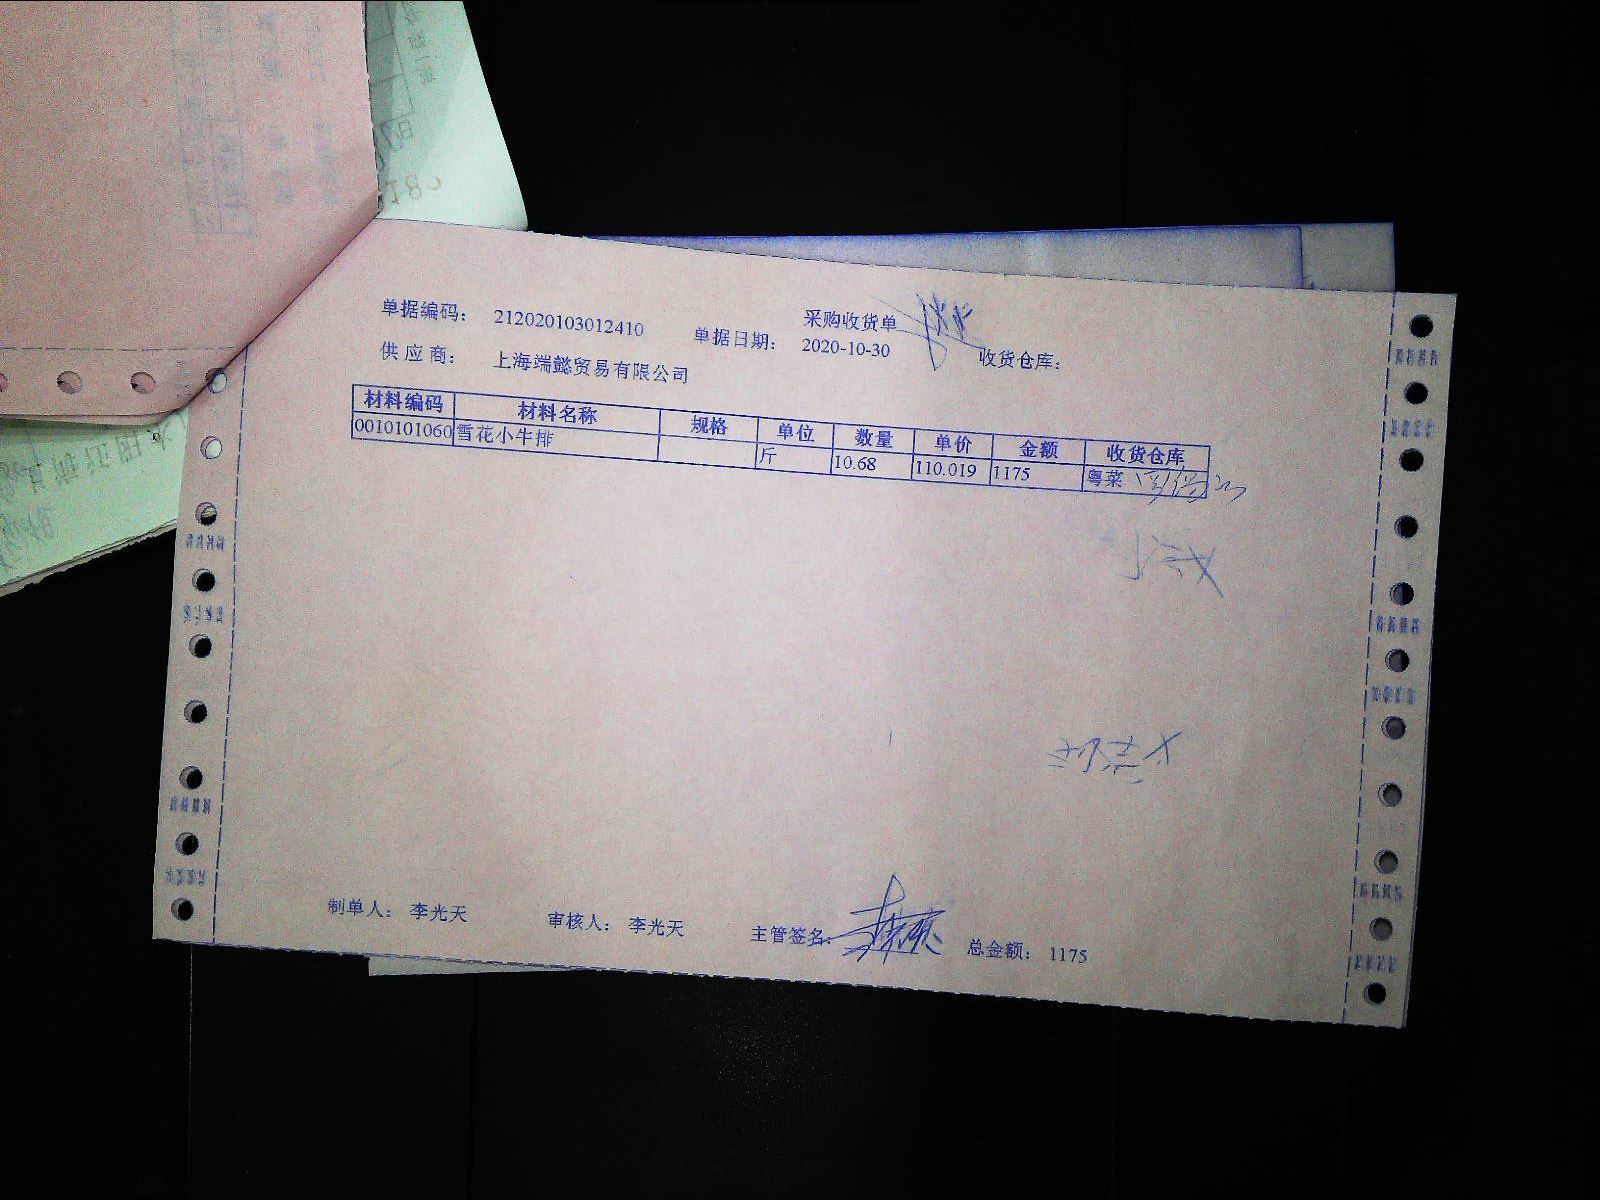 采购收货单
单据编码： 212020103012410 单据日期： 2020-10-30 收货仓库：
供应商： 上海端懿贸易有限公司
材料编码 材料名称 规格 单位 数量 单价 金额 收货仓库
0010101060 雪花小牛排 斤 10.68 110.019 1175 粤菜
制单人： 李光天 审核人： 李光天 主管签名： 总金额： 1175